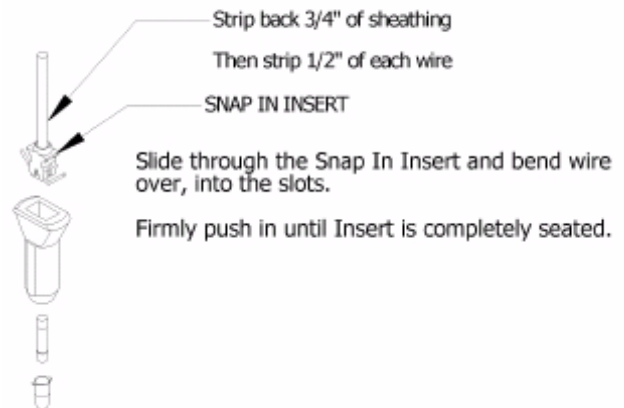 Strip back 3/4" of sheathing
Then strip 1/2" of each wire
SNAP IN INSERT
Slide through the Snap In Insert and bend wire
over, into the slots.
Firmly push in until Insert is completely seated.